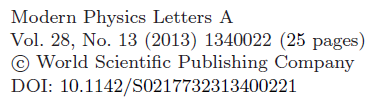 Modern Physics Letters A
Vol. 28, No. 13 (2013) 1340022 (25 pages)
© World Scientific Publishing Company
DOI: 10.1142/S0217732313400221